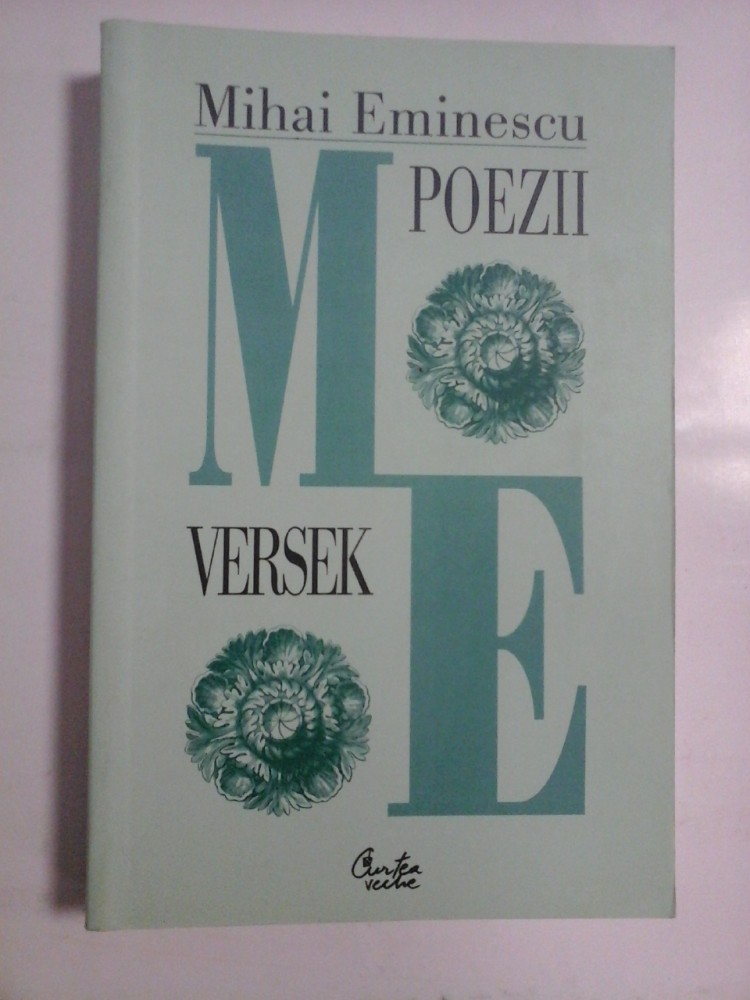 Mihai Eminescu
M
POEZII
VERSEK
E
Curtea
veche